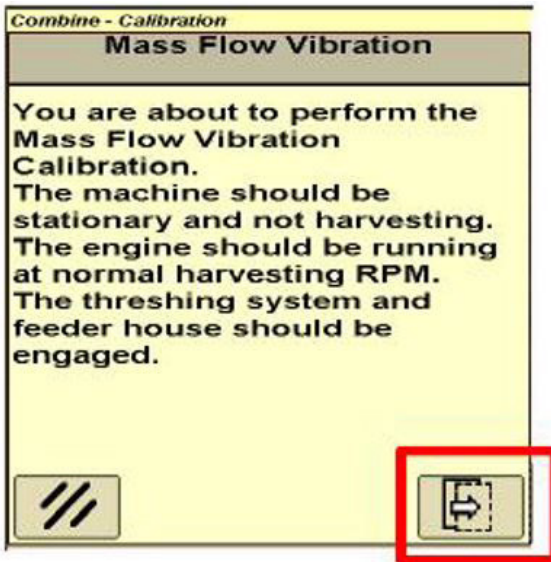 Combine - Calibration
Mass Flow Vibration
You are about to perform the
Mass Flow Vibration
Calibration.
The machine should be
stationary and not harvesting.
The engine should be running
at normal harvesting RPM.
The threshing system and
feeder house should be
engaged.